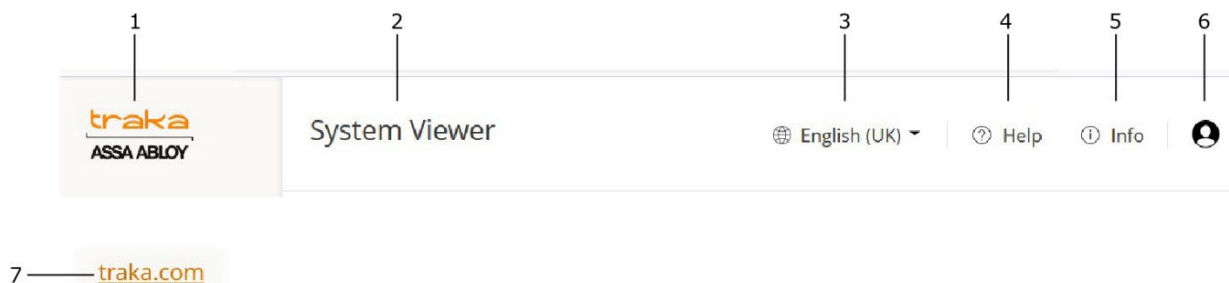 1 2 3 4 5 6
traka
ASSA ABLOY
System Viewer
English (UK)
Help
Info
7 traka.com